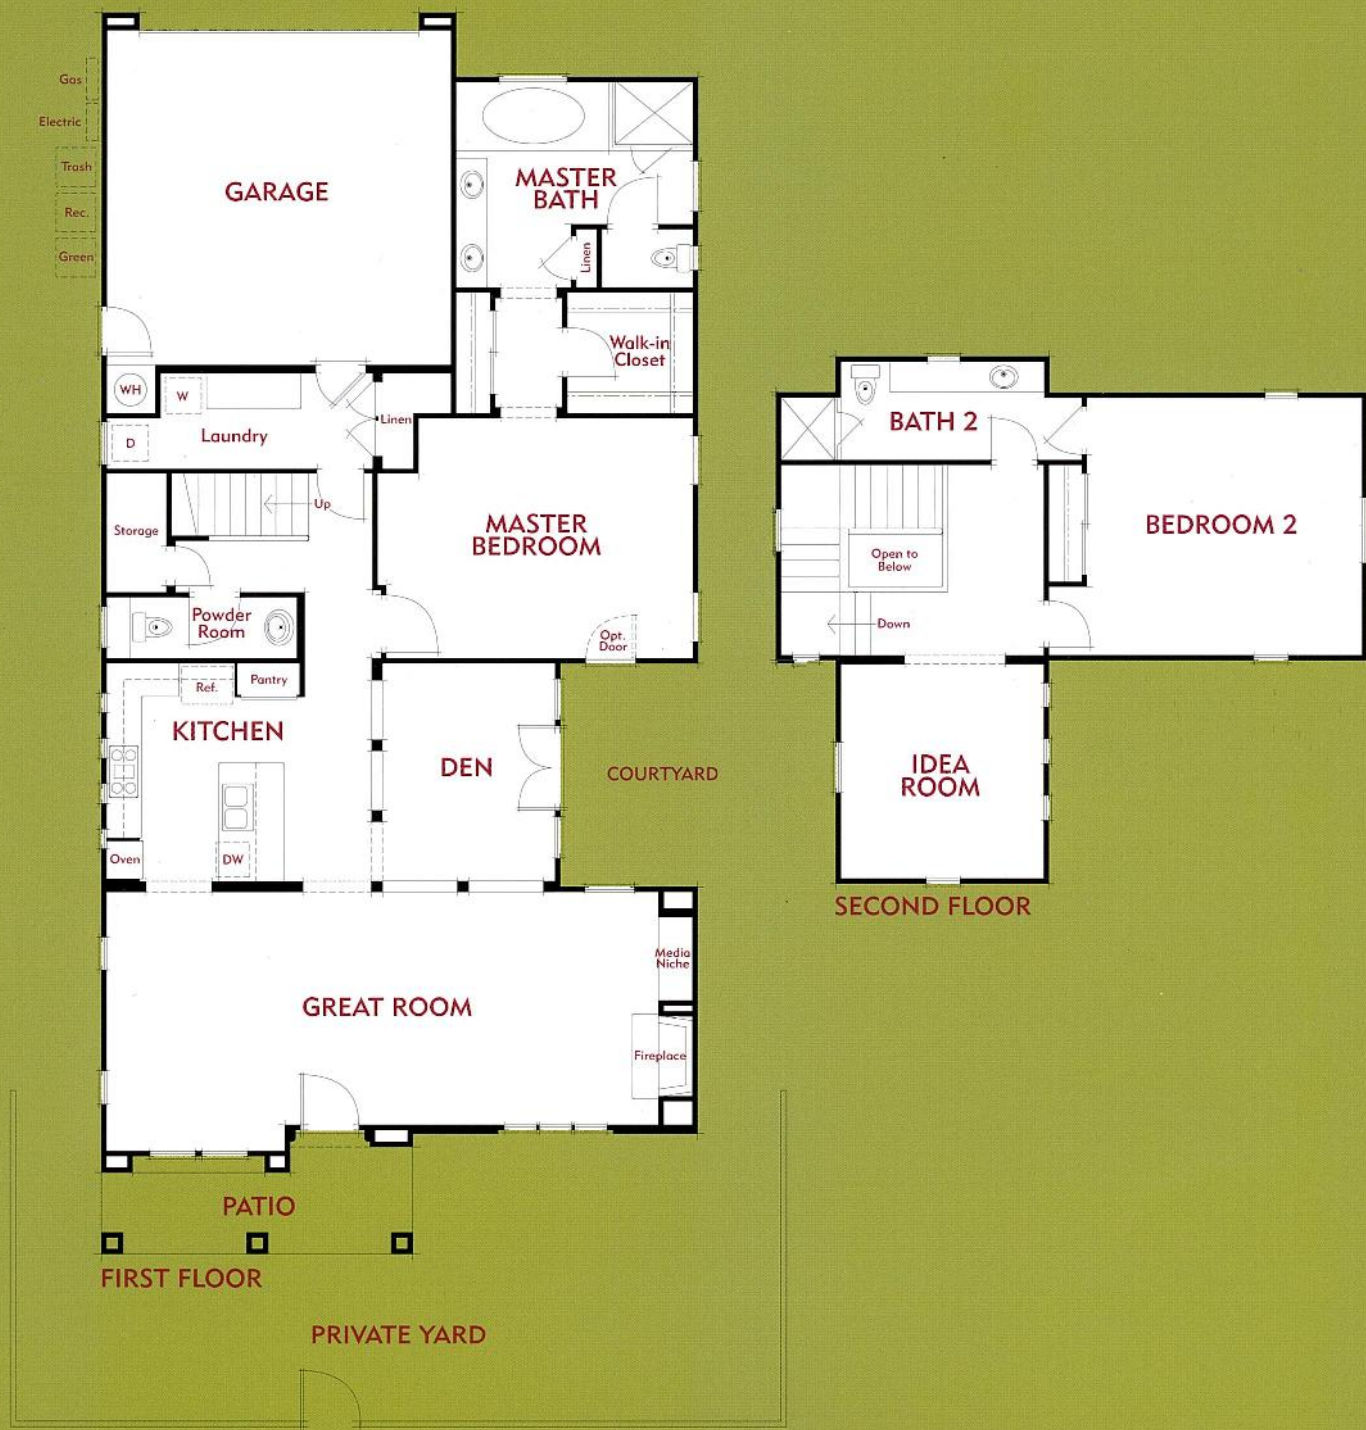 Gas
Electric
Trash
Rec.
Green
GARAGE
MASTER
BATH
Linen
Walk-in
Closet
WH
W
D
Laundry
Linen
Up
Storage
MASTER
BEDROOM
Powder
Room
Opt.
Door
Ref.
Pantry
KITCHEN
DEN
COURTYARD
Oven
DW
Media
Niche
GREAT ROOM
Fireplace
PATIO
FIRST FLOOR
PRIVATE YARD
BATH 2
BEDROOM 2
Open to
Below
Down
IDEA
ROOM
SECOND FLOOR